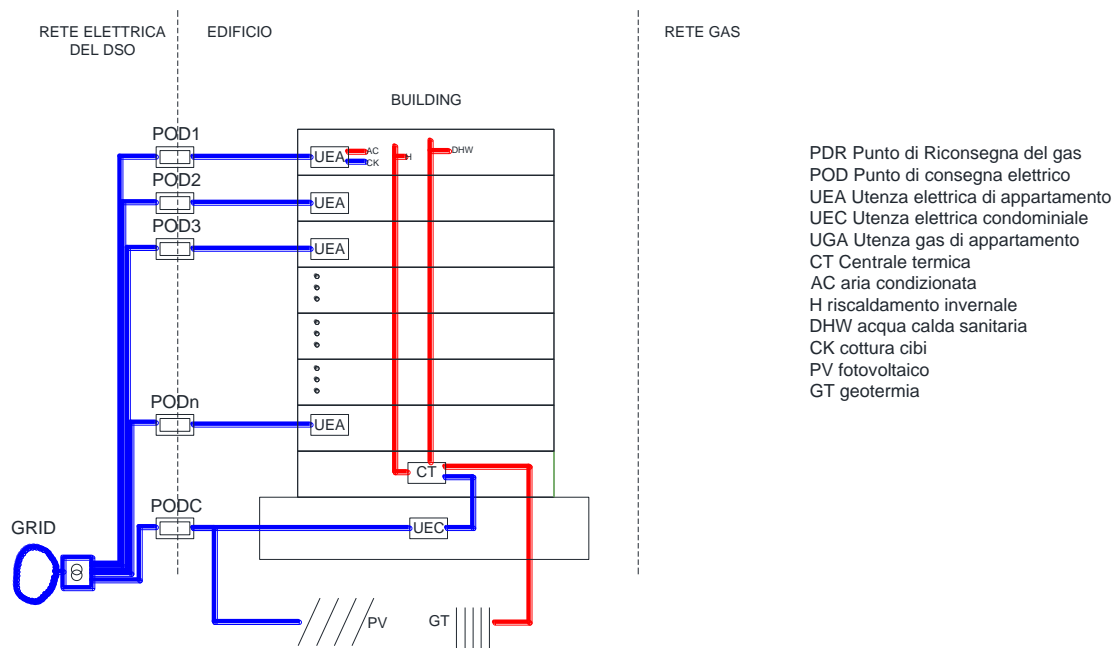 RETE ELETTRICA
DEL DSO
EDIFICIO
RETE GAS
BUILDING
POD1
UEA
AC
CK
H
DHW
POD2
UEA
POD3
UEA
PODn
UEA
CT
PODC
UEC
GRID
PV
GT
PDR Punto di Riconsegna del gas
POD Punto di consegna elettrico
UEA Utenza elettrica di appartamento
UEC Utenza elettrica condominiale
UGA Utenza gas di appartamento
CT Centrale termica
AC aria condizionata
H riscaldamento invernale
DHW acqua calda sanitaria
CK cottura cibi
PV fotovoltaico
GT geotermia